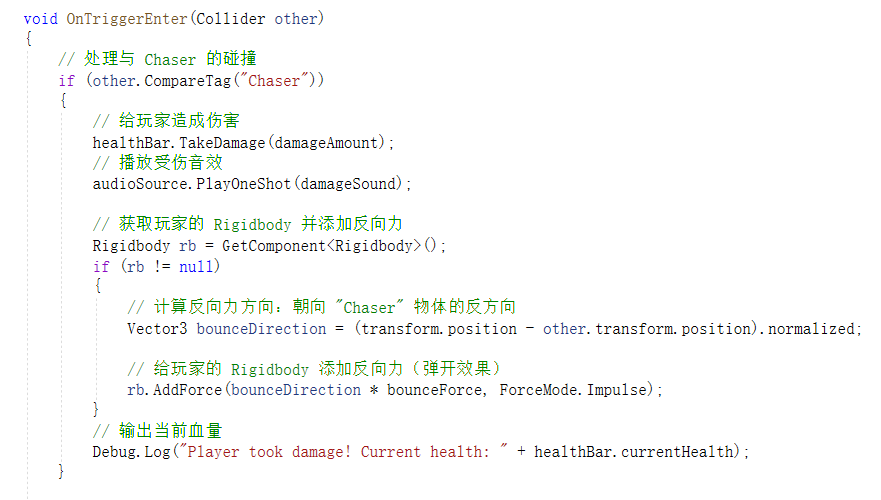 void OnTriggerEnter(Collider other)
{
// 处理与 Chaser 的碰撞
if (other.CompareTag("Chaser"))
{
// 给玩家造成伤害
healthBar.TakeDamage(damageAmount);
// 播放受伤音效
audioSource.PlayOneShot(damageSound);
// 获取玩家的 Rigidbody 并添加反向力
Rigidbody rb = GetComponent<Rigidbody>();
if (rb != null)
{
// 计算反向力方向：朝向 "Chaser" 物体的反方向
Vector3 bounceDirection = (transform.position - other.transform.position).normalized;
// 给玩家的 Rigidbody 添加反向力（弹开效果）
rb.AddForce(bounceDirection * bounceForce, ForceMode.Impulse);
}
// 输出当前血量
Debug.Log("Player took damage! Current health: " + healthBar.currentHealth);
}